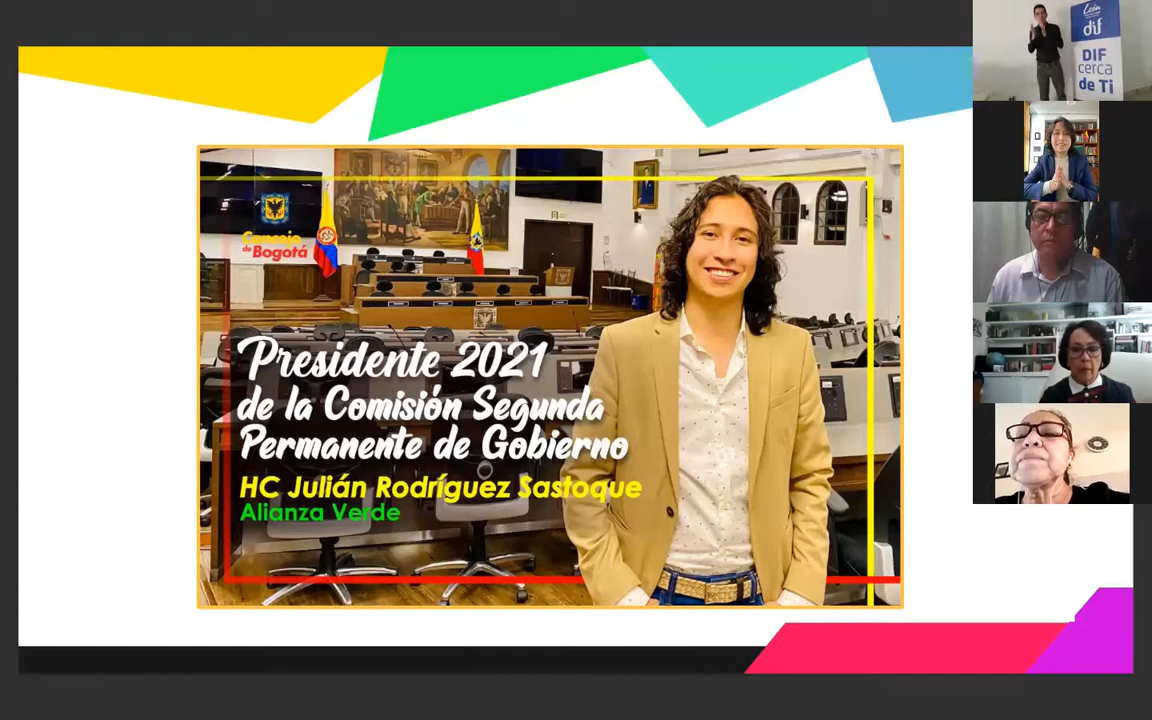 Concejo
de Bogotá
Presidente 2021
de la Comisión Segunda
Permanente de Gobierno
HC Julián Rodríguez Sastoque
Alianza Verde
León
dif
DIF
cerca
de Ti